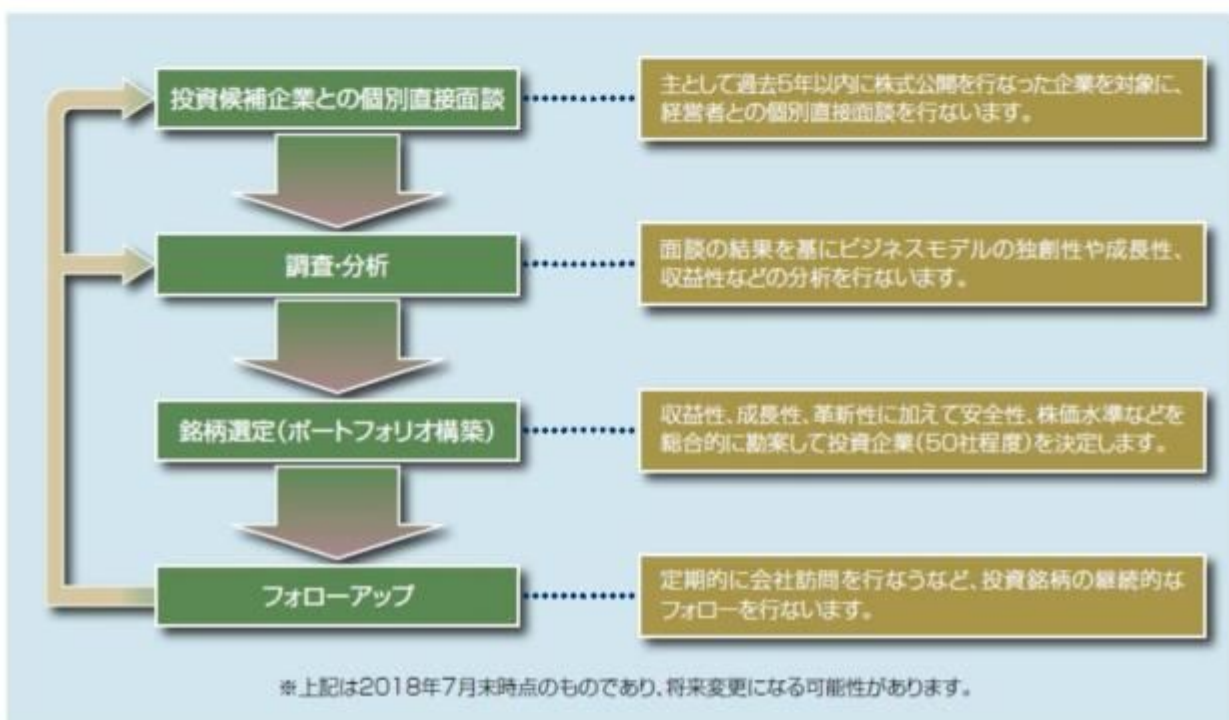 投資候補企業との個別直接面談
主として過去5年以内に株式公開を行なった企業を対象に、
経営者との個別直接面談を行ないます。
調査・分析
面談の結果を基にビジネスモデルの独創性や成長性、
収益性などの分析を行ないます。
銘柄選定(ポートフォリオ構築)
収益性、成長性、革新性に加えて安全性、株価水準などを
総合的に勘案して投資企業(50社程度)を決定します。
フォローアップ
定期的に会社訪問を行なうなど、投資銘柄の継続的な
フォローを行ないます。
※上記は2018年7月末時点のものであり、将来変更になる可能性があります。